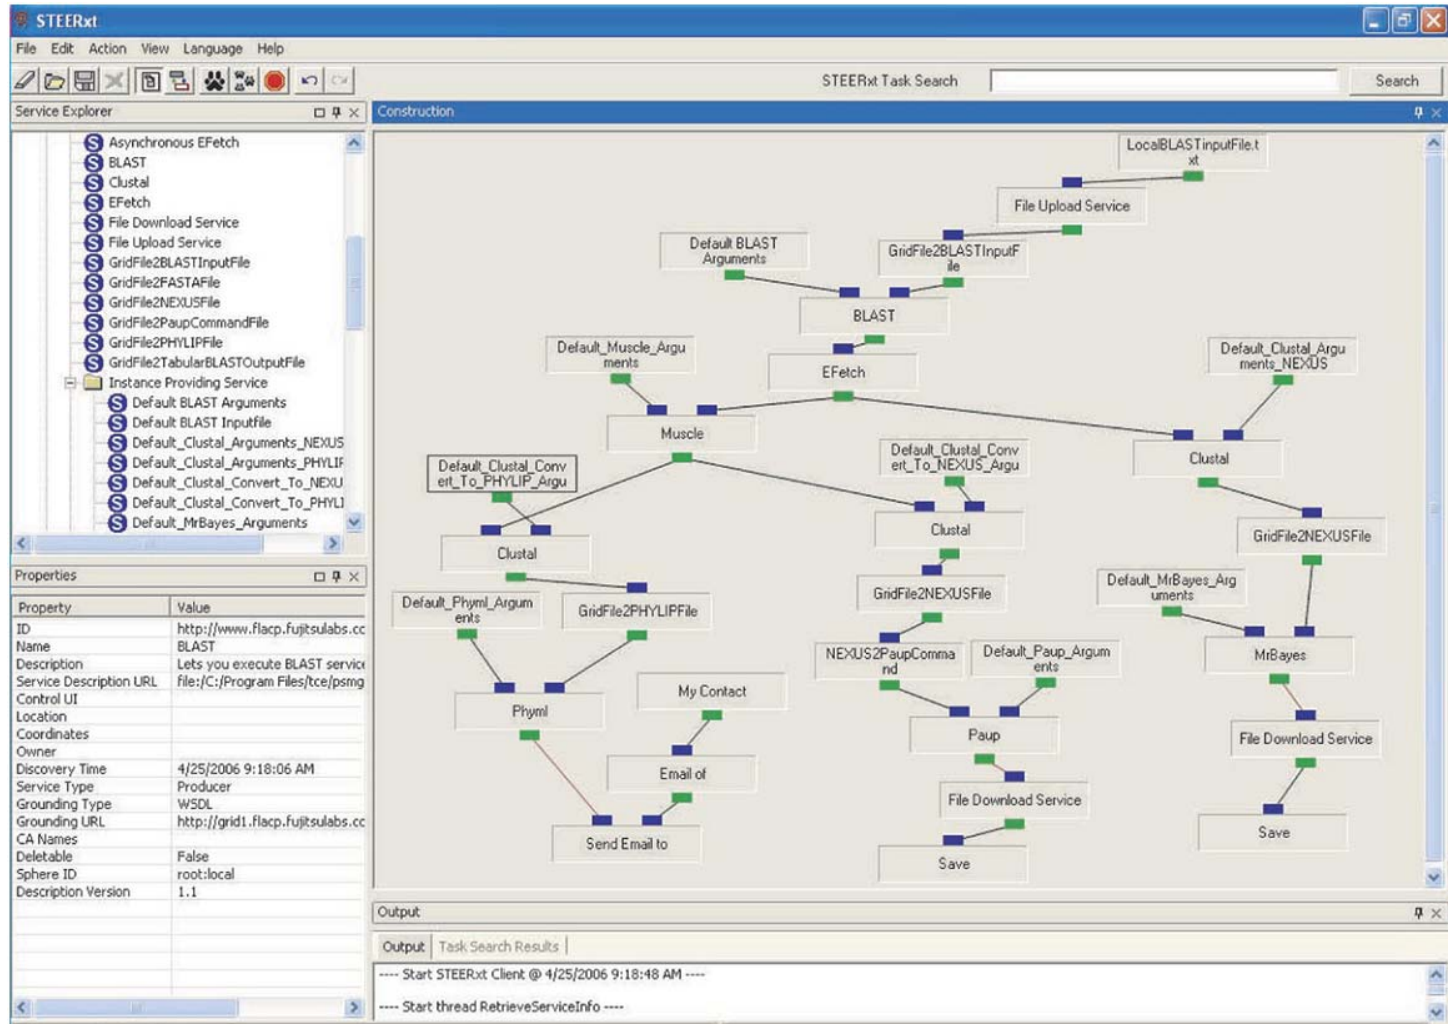 STEERxt
File Edit Action View Language Help
STEERxt Task Search
Search
Service Explorer
Asynchronous EFetch
BLAST
Clustal
EFetch
File Download Service
File Upload Service
GridFile2BLASTInputFile
GridFile2FASTAFile
GridFile2NEXUSFile
GridFile2PaupCommandFile
GridFile2PHYLIPFile
GridFile2TabularBLASTOutputFile
Instance Providing Service
Default BLAST Arguments
Default BLAST Inputfile
Default_Clustal_Arguments_NEXUS
Default_Clustal_Arguments_PHYLIP
Default_Clustal_Convert_To_NEXU
Default_Clustal_Convert_To_PHYLI
Default_MrBayes_Arguments
Properties
Property Value
ID http://www.flacp.fujitsulabs.cc
Name BLAST
Description Lets you execute BLAST service
Service Description URL file:/C:/Program Files/tce/psmg
Control UI
Location
Coordinates
Owner
Discovery Time 4/25/2006 9:18:06 AM
Service Type Producer
Grounding Type WSDL
Grounding URL http://grid1.flacp.fujitsulabs.cc
CA Names
Deletable False
Sphere ID root:local
Description Version 1.1
Construction
LocalBLASTinputFile.t
xt
File Upload Service
Default BLAST
Arguments
GridFile2BLASTInputF
ile
BLAST
Default_Muscle_Argu
ments
EFetch
Default_Clustal_Argu
ments_NEXUS
Muscle
Default_Clustal_Conv
ert_To_PHYLIP_Argu
Default_Clustal_Conv
ert_To_NEXUS_Argu
Clustal
Clustal
Clustal
GridFile2NEXUSFile
Default_Phyml_Argum
ents
GridFile2PHYLIPFile
GridFile2NEXUSFile
Default_MrBayes_Arg
uments
NEXUS2PaupComma
nd
Default_Paup_Argum
ents
MrBayes
Phyml
My Contact
Paup
File Download Service
Email of
File Download Service
Send Email to
Save
Save
Output
Output Task Search Results
---- Start STEERxt Client @ 4/25/2006 9:18:48 AM ----
---- Start thread RetrieveServiceInfo ----